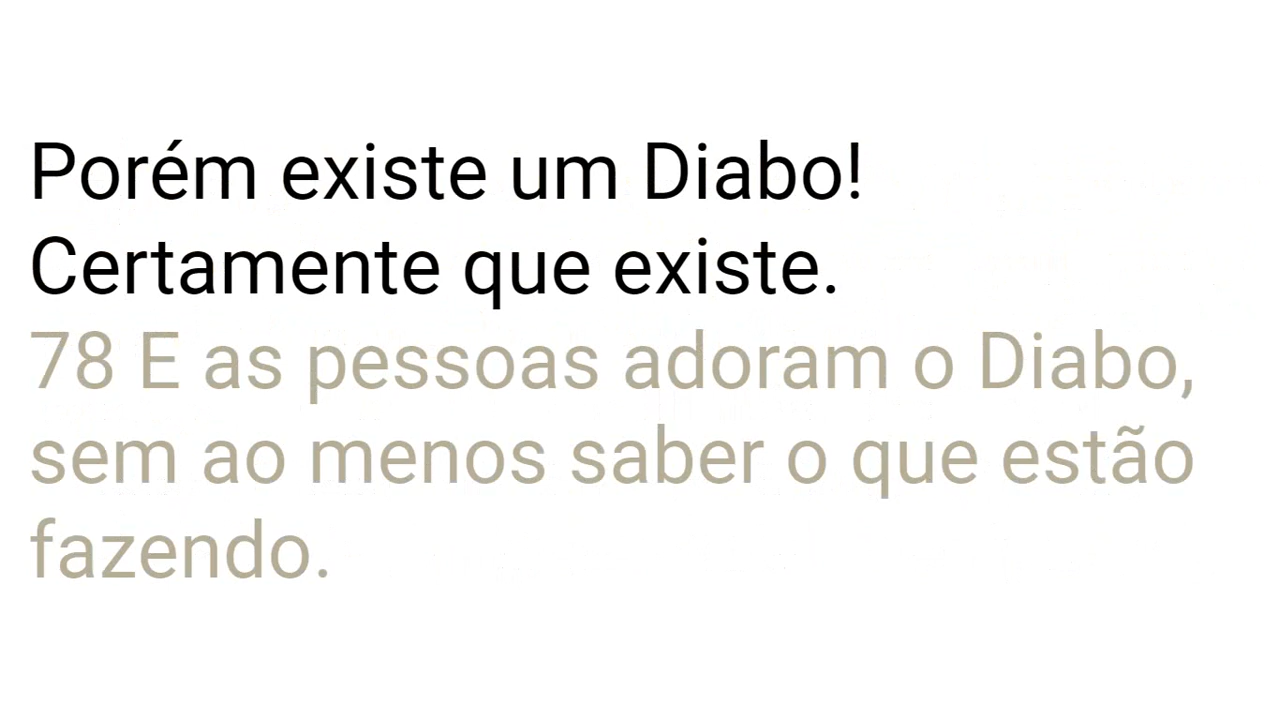 Porém existe um Diabo!
Certamente que existe.
78 E as pessoas adoram o Diabo,
sem ao menos saber o que estão
fazendo.